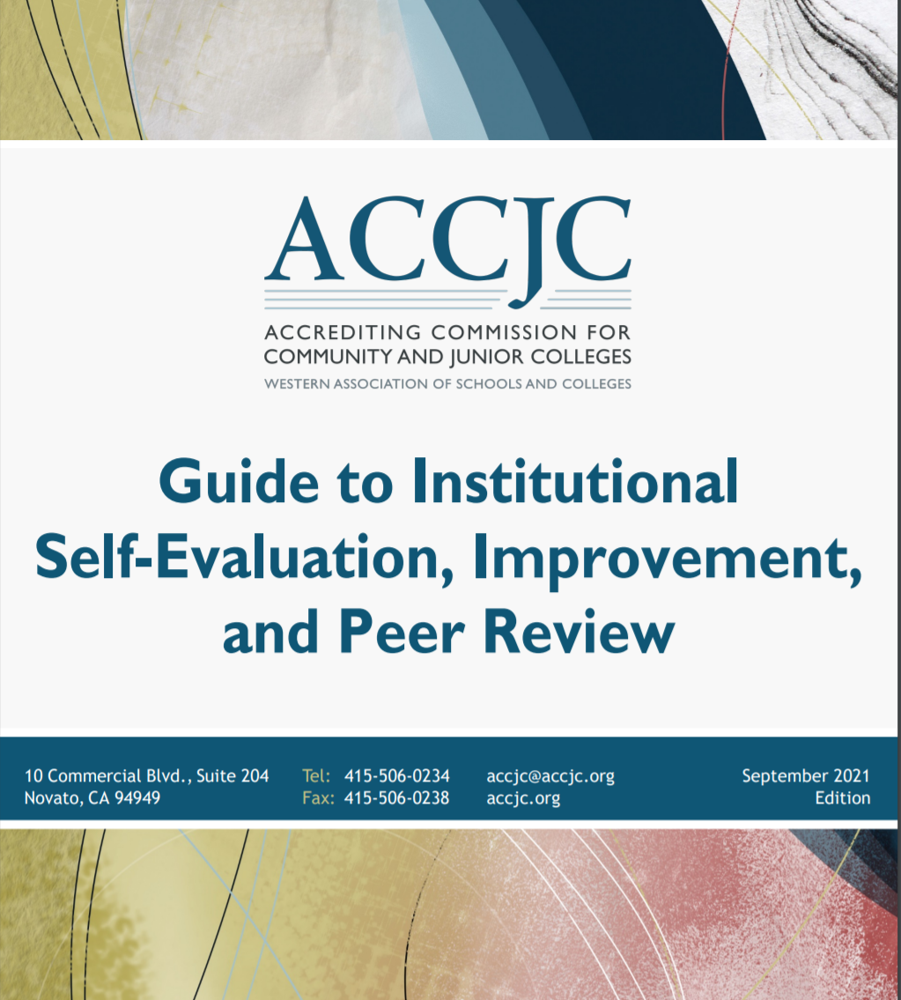 ACCJC
ACCREDITING COMMISSION FOR
COMMUNITY AND JUNIOR COLLEGES
WESTERN ASSOCIATION OF SCHOOLS AND COLLEGES
Guide to Institutional
Self-Evaluation, Improvement,
and Peer Review
10 Commercial Blvd., Suite 204
Novato, CA 94949
Tel: 415-506-0234
Fax: 415-506-0238
accjc@accjc.org
accjc.org
September 2021
Edition